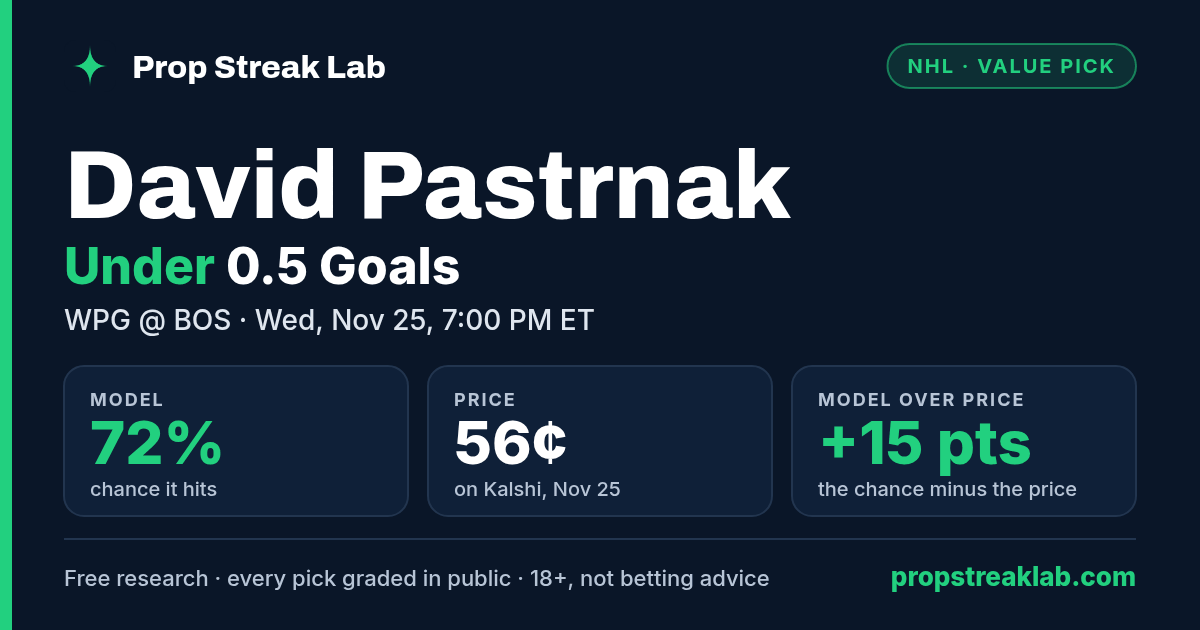 Prop Streak Lab
NHL · VALUE PICK
David Pastrnak
Under 0.5 Goals
WPG @ BOS · Wed, Nov 25, 7:00 PM ET
MODEL
72%
chance it hits
PRICE
56¢
on Kalshi, Nov 25
MODEL OVER PRICE
+15 pts
the chance minus the price
Free research · every pick graded in public · 18+, not betting advice
propstreaklab.com